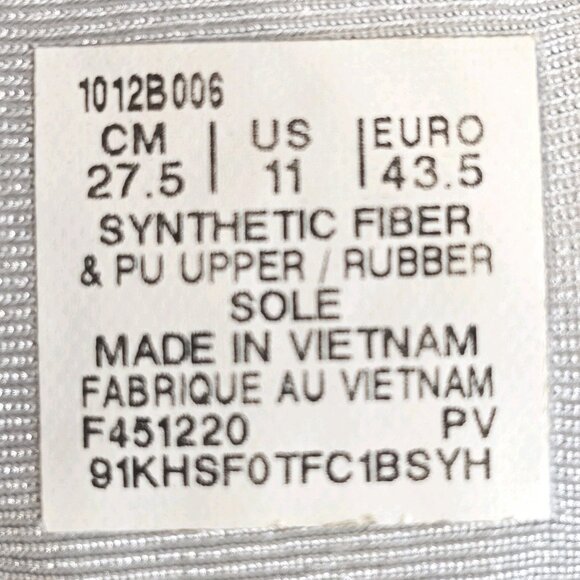 1012B006
CM | US | EURO
27.5 | 11 | 43.5
SYNTHETIC FIBER
& PU UPPER / RUBBER
SOLE
MADE IN VIETNAM
FABRIQUE AU VIETNAM
F451220 PV
91KHSF0TFC1BSYH